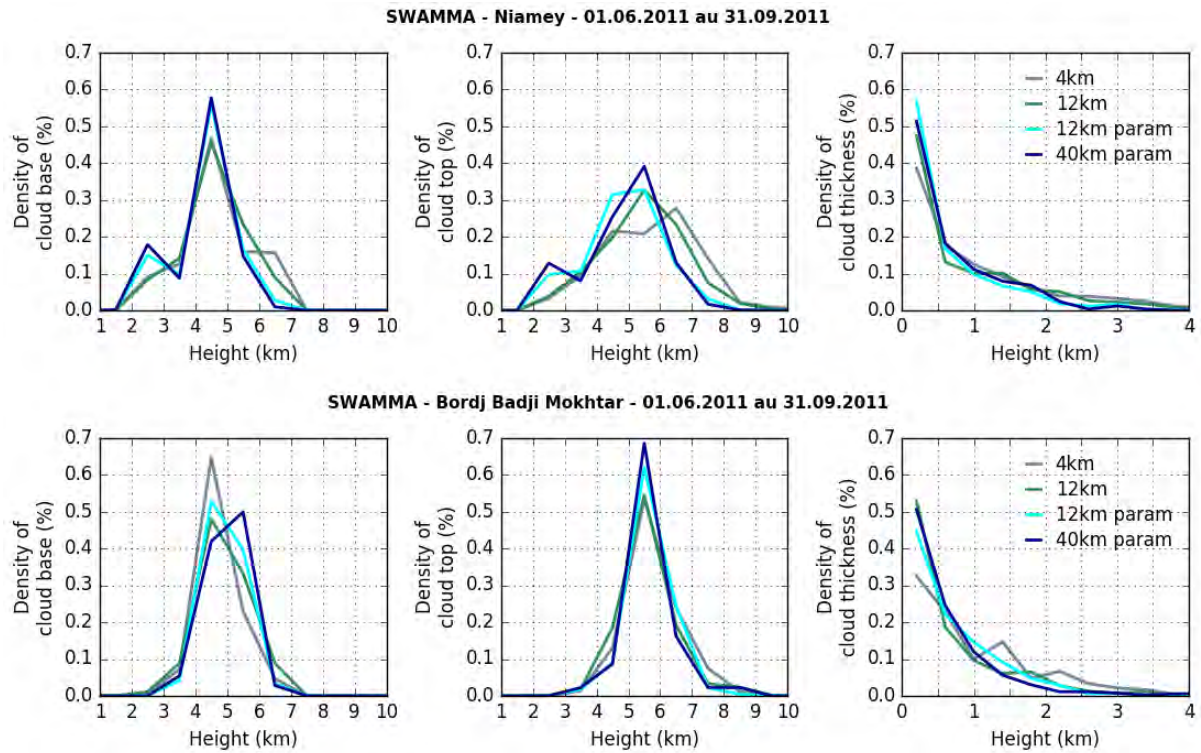 SWAMMA - Niamey - 01.06.2011 au 31.09.2011
0.7
0.6
0.5
0.4
0.3
0.2
0.1
0.0
1 2 3 4 5 6 7 8 9 10
Height (km)
Density of
cloud base (%)
0.7
0.6
0.5
0.4
0.3
0.2
0.1
0.0
1 2 3 4 5 6 7 8 9 10
Height (km)
Density of
cloud top (%)
0.7
0.6
0.5
0.4
0.3
0.2
0.1
0.0
0 1 2 3 4
Height (km)
Density of
cloud thickness (%)
4km
12km
12km param
40km param
SWAMMA - Bordj Badji Mokhtar - 01.06.2011 au 31.09.2011
0.7
0.6
0.5
0.4
0.3
0.2
0.1
0.0
1 2 3 4 5 6 7 8 9 10
Height (km)
Density of
cloud base (%)
0.7
0.6
0.5
0.4
0.3
0.2
0.1
0.0
1 2 3 4 5 6 7 8 9 10
Height (km)
Density of
cloud top (%)
0.7
0.6
0.5
0.4
0.3
0.2
0.1
0.0
0 1 2 3 4
Height (km)
Density of
cloud thickness (%)
4km
12km
12km param
40km param